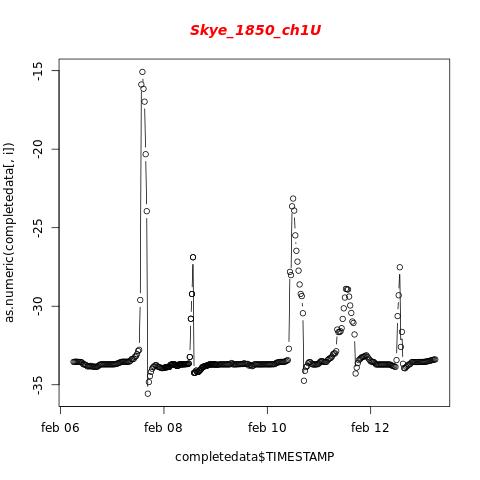 Skye_1850_ch1U
as.numeric(completedata[, i])
-15
-20
-25
-30
-35
feb 06
feb 08
feb 10
feb 12
completedata$TIMESTAMP